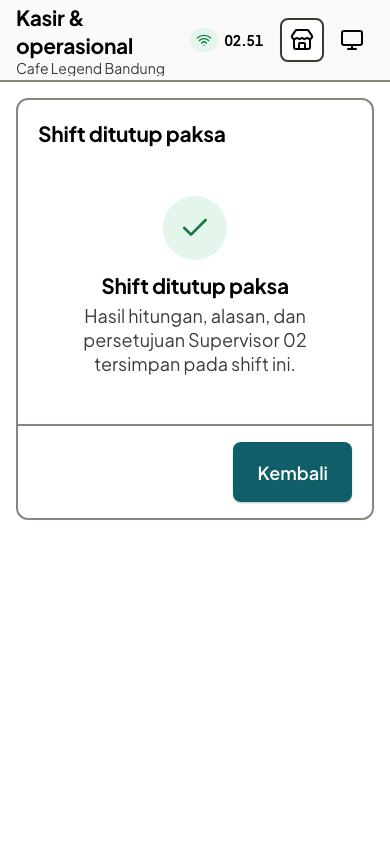 Kasir &
operasional
Cafe Legend Bandung
02.51
Shift ditutup paksa
Shift ditutup paksa
Hasil hitungan, alasan, dan
persetujuan Supervisor 02
tersimpan pada shift ini.
Kembali